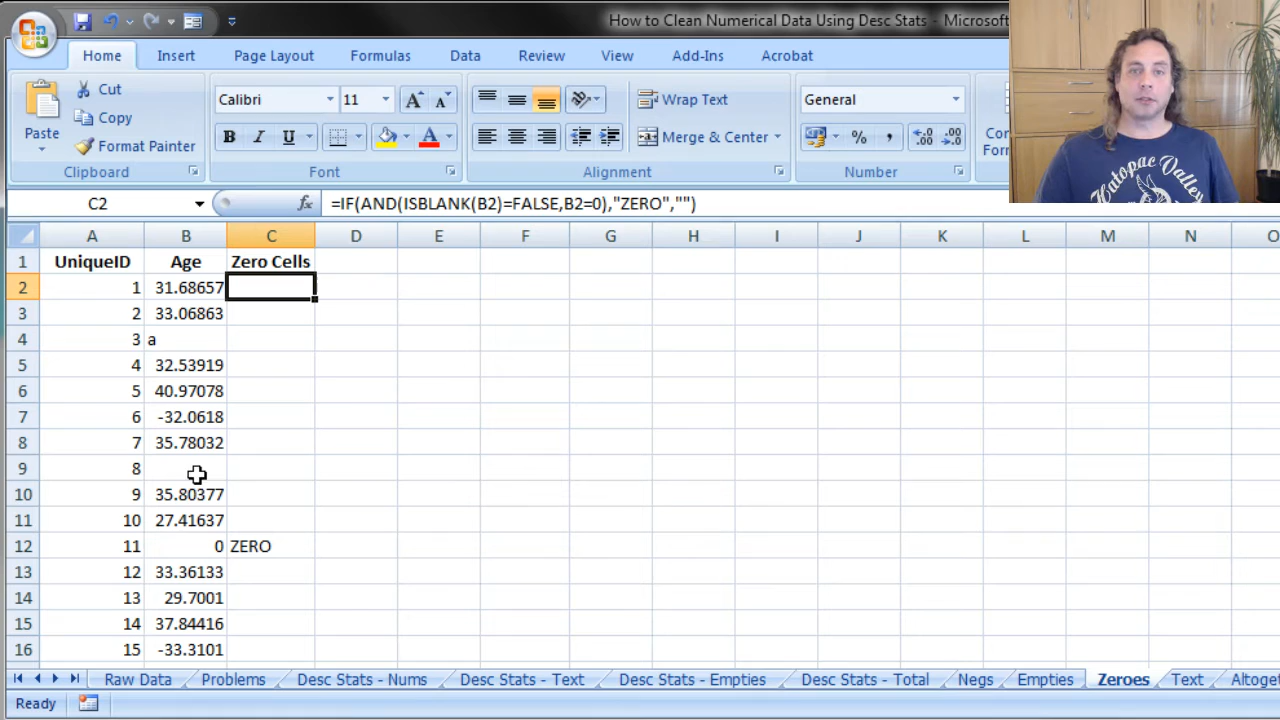 How to Clean Numerical Data Using Desc Stats - Microsoft
Home Insert Page Layout Formulas Data Review View Add-Ins Acrobat
Paste
Cut
Copy
Format Painter
Clipboard
Calibri 11
B I U A
Font
Wrap Text
Merge & Center
Alignment
General
% ,
Number
Con
Form
Katopac Valley
C2 fx =IF(AND(ISBLANK(B2)=FALSE,B2=0),"ZERO","")
A B C D E F G H I J K L M N O
1 UniqueID Age Zero Cells
2 1 31.68657
3 2 33.06863
4 3 a
5 4 32.53919
6 5 40.97078
7 6 -32.0618
8 7 35.78032
9 8
10 9 35.80377
11 10 27.41637
12 11 0 ZERO
13 12 33.36133
14 13 29.7001
15 14 37.84416
16 15 -33.3101
Raw Data Problems Desc Stats - Nums Desc Stats - Text Desc Stats - Empties Desc Stats - Total Negs Empties Zeroes Text Altoget
Ready